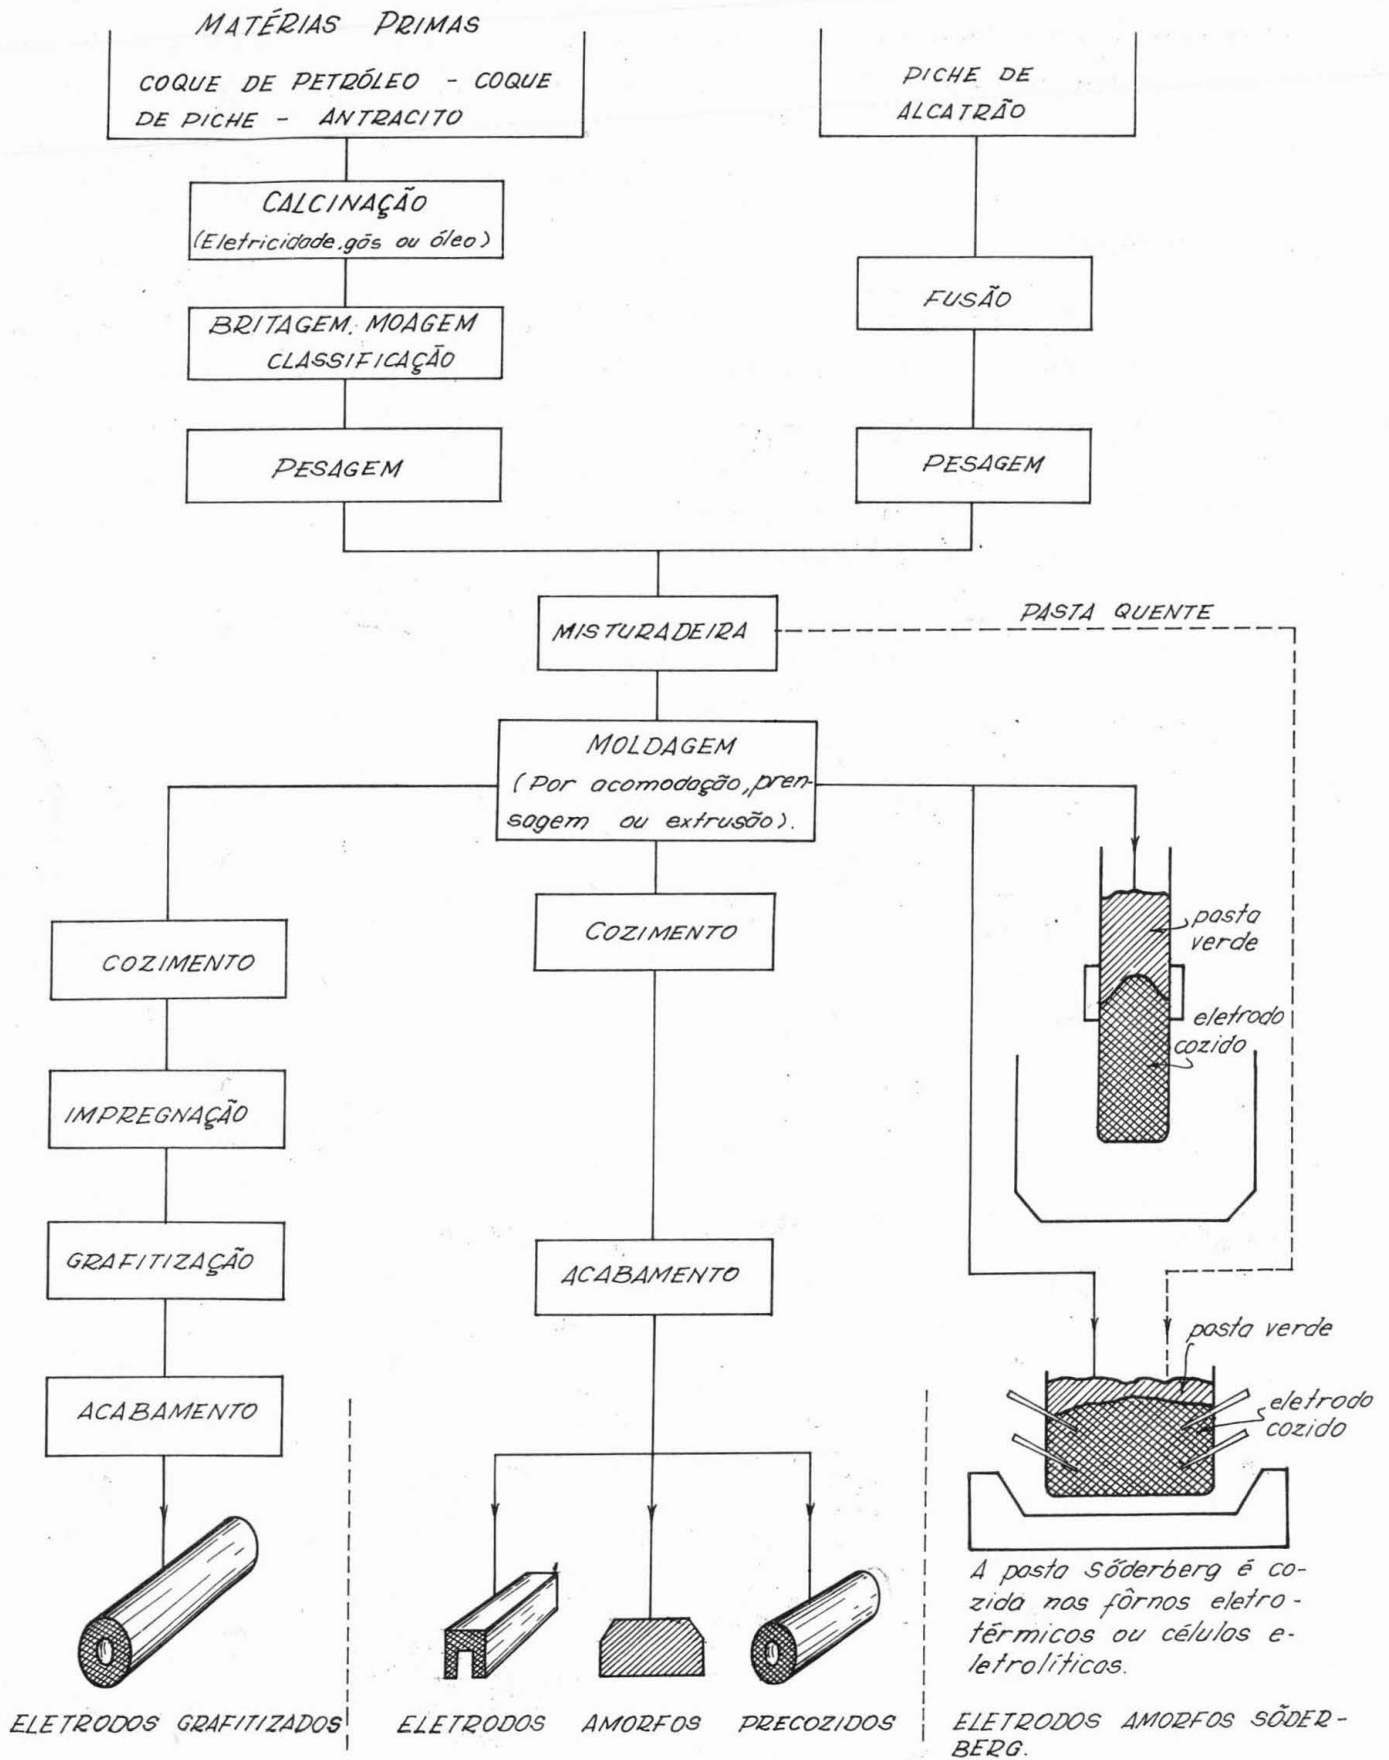 MATÉRIAS PRIMAS
COQUE DE PETRÓLEO - COQUE
DE PICHE - ANTRACITO
PICHE DE
ALCATRÃO
CALCINAÇÃO
(Eletricidade, gás ou óleo)
FUSÃO
BRITAGEM, MOAGEM
CLASSIFICAÇÃO
PESAGEM
PESAGEM
MISTURADEIRA
PASTA QUENTE
MOLDAGEM
(Por acomodação, pren-
sagem ou extrusão).
pasta
verde
COZIMENTO
COZIMENTO
eletrodo
cozido
IMPREGNAÇÃO
GRAFITIZAÇÃO
ACABAMENTO
pasta verde
ACABAMENTO
eletrodo
cozido
A pasta Söderberg é co-
zida nos fôrnos eletro-
térmicos ou células e-
letrolíticas.
ELETRODOS GRAFITIZADOS
ELETRODOS AMORFOS PRECOZIDOS
ELETRODOS AMORFOS SÖDER-
BERG.